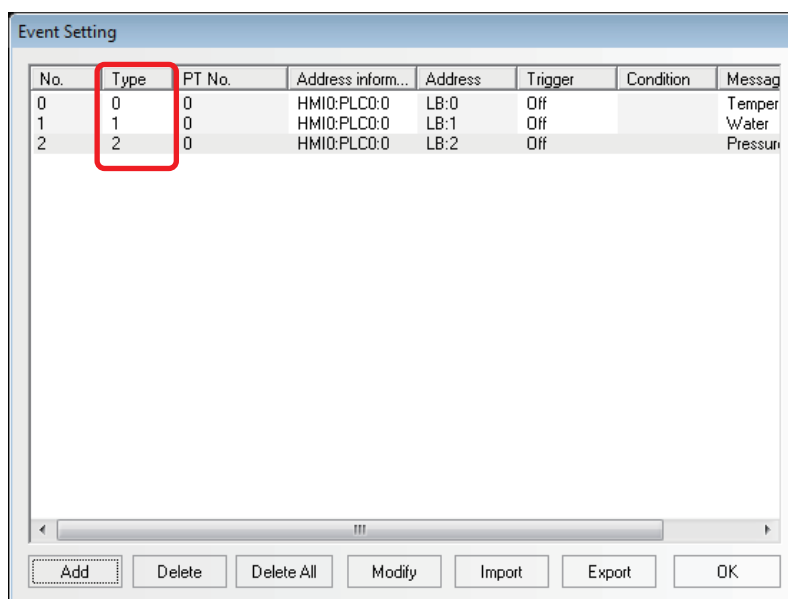 Event Setting
No. Type PT No. Address inform... Address Trigger Condition Messag
0 0 0 HMI0:PLC0:0 LB:0 Off Temper
1 1 0 HMI0:PLC0:0 LB:1 Off Water
2 2 0 HMI0:PLC0:0 LB:2 Off Pressure
Add Delete Delete All Modify Import Export OK